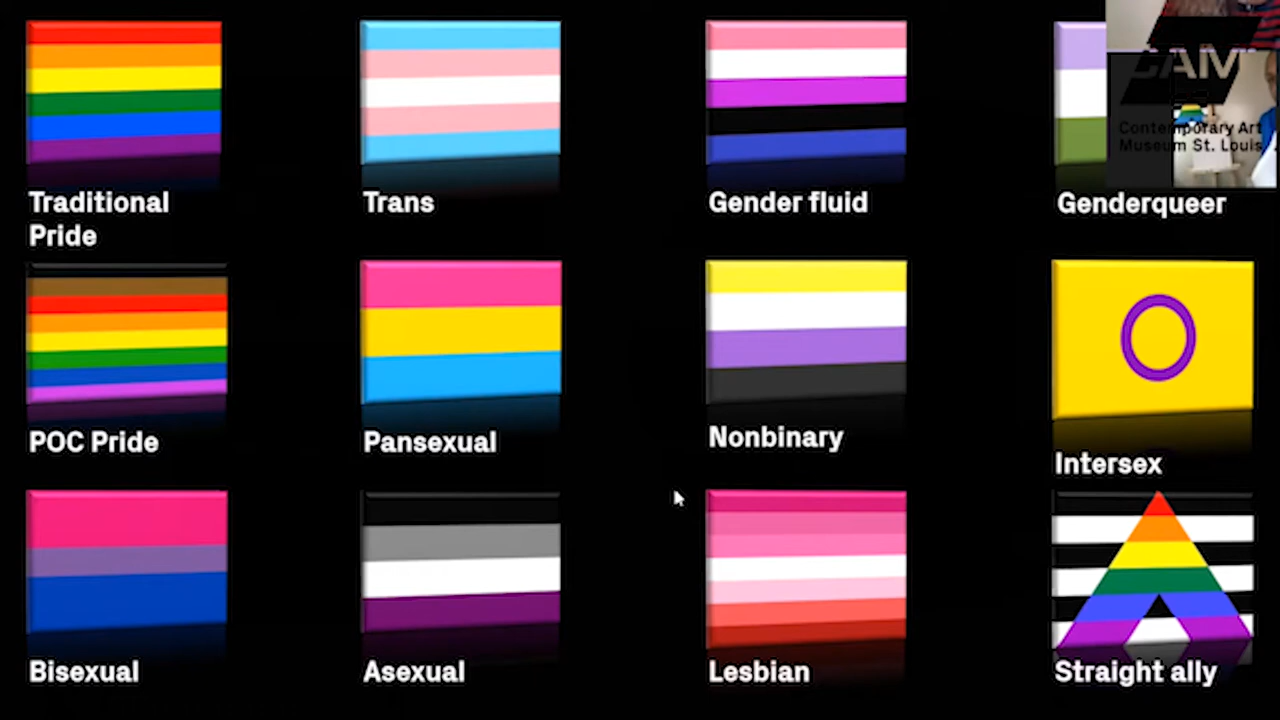 CAM
Contemporary Art
Museum St. Louis
Traditional
Pride
Trans
Gender fluid
Genderqueer
POC Pride
Pansexual
Nonbinary
Intersex
Bisexual
Asexual
Lesbian
Straight ally